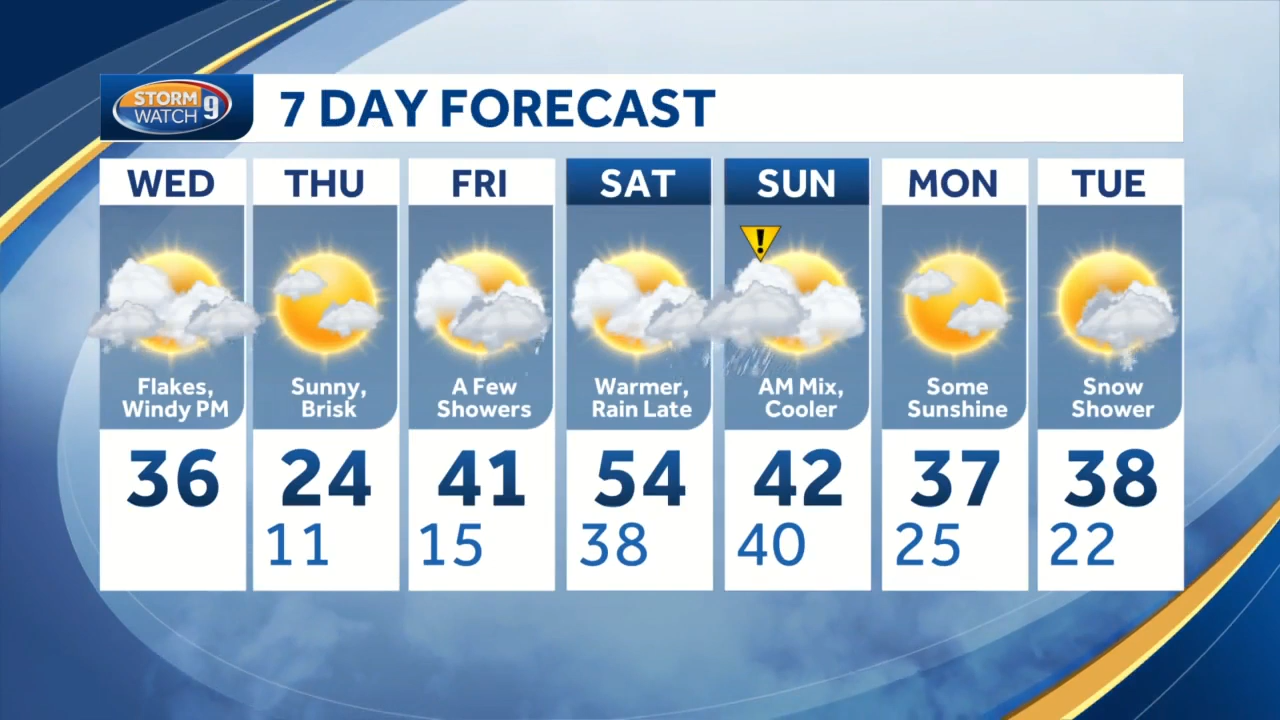 STORM
WATCH 9
7 DAY FORECAST
WED THU FRI SAT SUN MON TUE
!
Flakes,
Windy PM
Sunny,
Brisk
A Few
Showers
Warmer,
Rain Late
AM Mix,
Cooler
Some
Sunshine
Snow
Shower
36 24 41 54 42 37 38
11 15 38 40 25 22